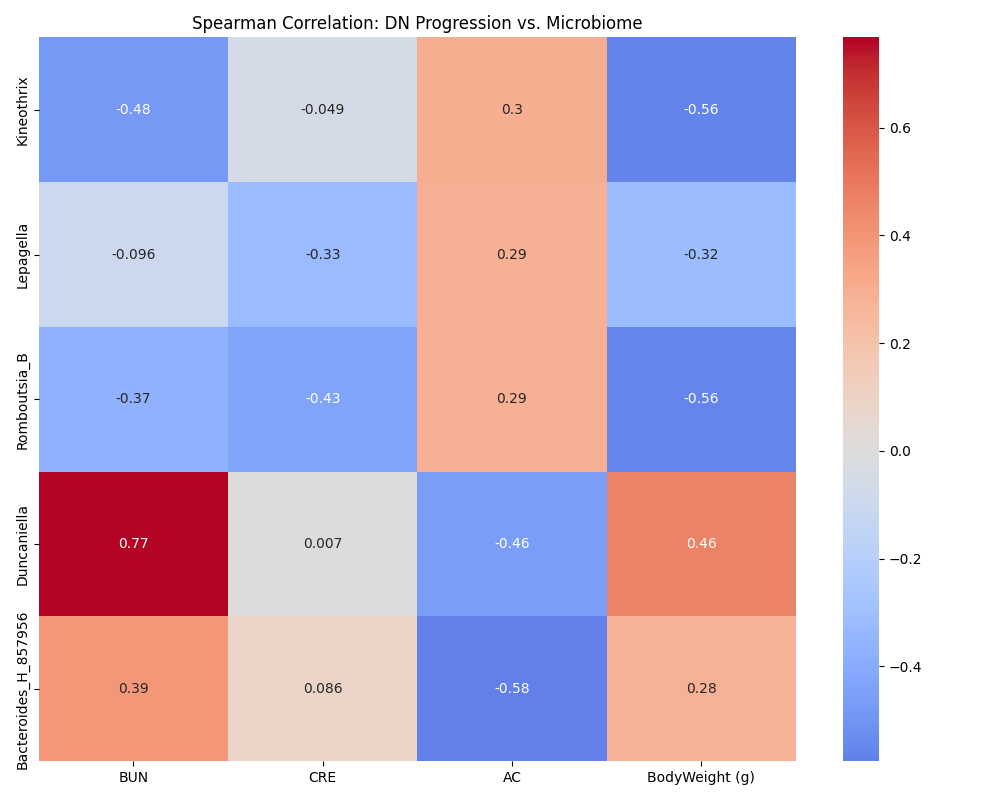 Spearman Correlation: DN Progression vs. Microbiome
Kineothrix
-0.48
-0.049
0.3
-0.56
Lepagella
-0.096
-0.33
0.29
-0.32
Romboutsia_B
-0.37
-0.43
0.29
-0.56
Duncaniella
0.77
0.007
-0.46
0.46
Bacteroides_H_857956
0.39
0.086
-0.58
0.28
BUN
CRE
AC
BodyWeight (g)
0.6
0.4
0.2
0.0
−0.2
−0.4